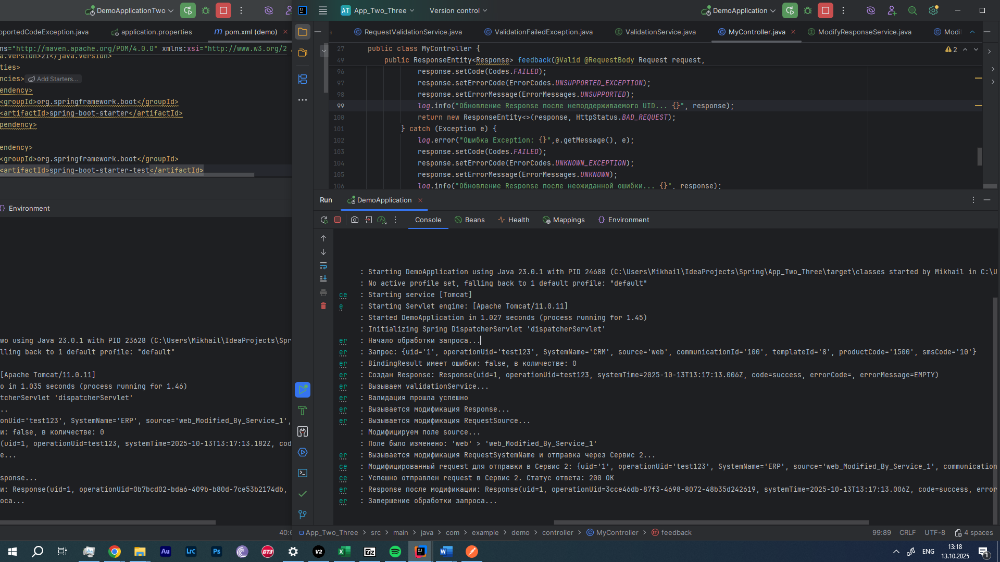 DemoApplicationTwo
portedCodeException.java
application.properties
pom.xml (demo)
ns="http://maven.apache.org/POM/4.0.0" xmlns:xsi="http://www.w3.org/2
a.version>21</java.version>
ties>
ncies>
Add Starters...
endency>
<groupId>org.springframework.boot</groupId>
<artifactId>spring-boot-starter</artifactId>
pendency>
endency>
<groupId>org.springframework.boot</groupId>
<artifactId>spring-boot-starter-test</artifactId>
Environment
wo using Java 23.0.1 with PID 23628 (C:\Users\Mikhail\IdeaProjects\Spr
lling back to 1 default profile: "default"
[Apache Tomcat/11.0.11]
o in 1.035 seconds (process running for 1.46)
tcherServlet 'dispatcherServlet'
..
onUid='test123', SystemName='ERP', source='web_Modified_By_Service_1',
и: false, в количестве: 0
(uid=1, operationUid=test123, systemTime=2025-10-13T13:17:13.182Z, cod
e...
sponse...
и: Response(uid=1, operationUid=0b7bcd02-bda6-409b-b80d-7ce53b2174db,
оса...
40:6
AT App_Two_Three
Version control
DemoApplication
RequestValidationService.java
ValidationFailedException.java
ValidationService.java
MyController.java
ModifyResponseService.java
Modi
27 public class MyController {
2
49 public ResponseEntity<Response> feedback(@Valid @RequestBody Request request,
96 response.setCode(Codes.FAILED);
97 response.setErrorCode(ErrorCodes.UNSUPPORTED_EXCEPTION);
98 response.setErrorMessage(ErrorMessages.UNSUPPORTED);
99 log.info("Обновление Response после неподдерживаемого UID... {}", response);
100 return new ResponseEntity<>(response, HttpStatus.BAD_REQUEST);
101 } catch (Exception e) {
102 log.error("Ошибка Exception: {}",e.getMessage(), e);
103 response.setCode(Codes.FAILED);
104 response.setErrorCode(ErrorCodes.UNKNOWN_EXCEPTION);
105 response.setErrorMessage(ErrorMessages.UNKNOWN);
106 log.info("Обновление Response после неожиданной ошибки... {}", response);
Run
DemoApplication
Console
Beans
Health
Mappings
Environment
: Starting DemoApplication using Java 23.0.1 with PID 24688 (C:\Users\Mikhail\IdeaProjects\Spring\App_Two_Three\target\classes started by Mikhail in C:\U
: No active profile set, falling back to 1 default profile: "default"
ce : Starting service [Tomcat]
e : Starting Servlet engine: [Apache Tomcat/11.0.11]
: Started DemoApplication in 1.027 seconds (process running for 1.45)
: Initializing Spring DispatcherServlet 'dispatcherServlet'
er : Начало обработки запроса...
er : Запрос: {uid='1', operationUid='test123', SystemName='CRM', source='web', communicationId='100', templateId='8', productCode='1500', smsCode='10'}
er : BindingResult имеет ошибки: false, в количестве: 0
er : Создан Response: Response(uid=1, operationUid=test123, systemTime=2025-10-13T13:17:13.006Z, code=success, errorCode=, errorMessage=EMPTY)
er : Вызываем validationService...
er : Валидация прошла успешно
er : Вызывается модификация Response...
er : Вызывается модификация RequestSource...
: Модифицируем поле source...
: Поле было изменено: 'web' > 'web_Modified_By_Service_1'
er : Вызывается модификация RequestSystemName и отправка через Сервис 2...
ce : Модифицированный request для отправки в Сервис 2: {uid='1', operationUid='test123', SystemName='ERP', source='web_Modified_By_Service_1', communication
ce : Успешно отправлен request в Сервис 2. Статус ответа: 200 OK
er : Response после модификации: Response(uid=1, operationUid=3cce46db-87f3-4698-8072-48b35d242619, systemTime=2025-10-13T13:17:13.006Z, code=success, error
er : Завершение обработки запроса...
App_Two_Three > src > main > java > com > example > demo > controller > MyController > feedback
99:89 CRLF UTF-8 4 spaces
Au
Lrc
Ps
GT3
V2
7z
ENG
13:18
13.10.2025
1